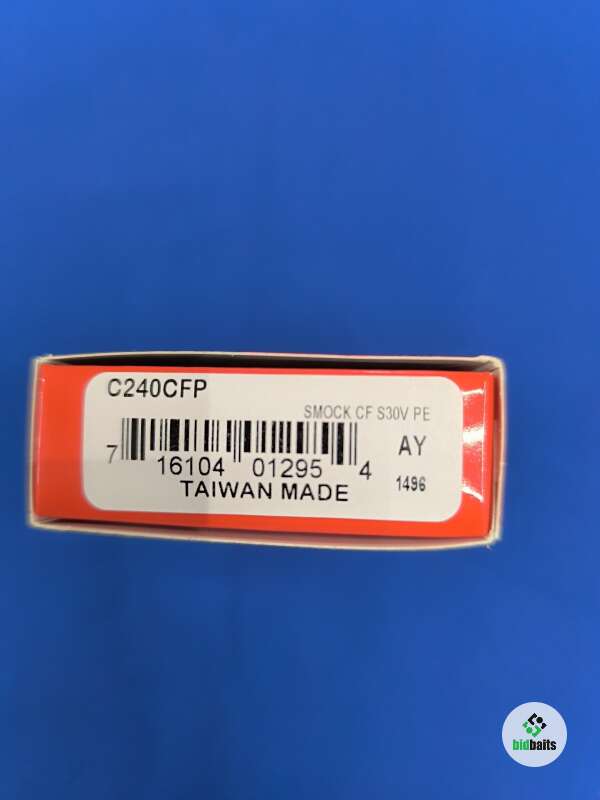 C240CFP
SMOCK CF S30V PE
7 16104 01295 4
AY
1496
TAIWAN MADE
bidbaits